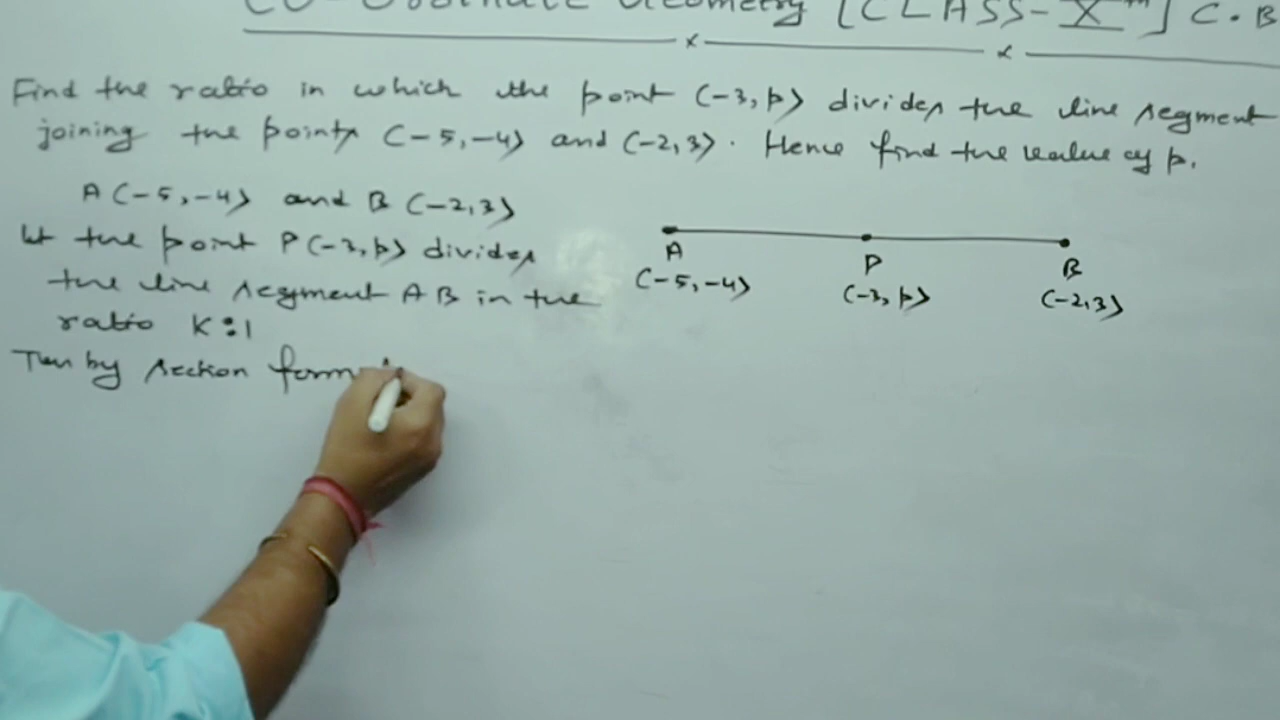 Co-Ordinate Geometry [CLASS-Xth] C.B
Find the ratio in which the point (-3, p) divides the line segment
joining the points (-5, -4) and (-2, 3). Hence find the value of p.
A (-5, -4) and B (-2, 3)
let the point P (-3, p) divides
the line segment AB in the
ratio K:1
Then by section form
A
P
B
(-5, -4)
(-3, p)
(-2, 3)